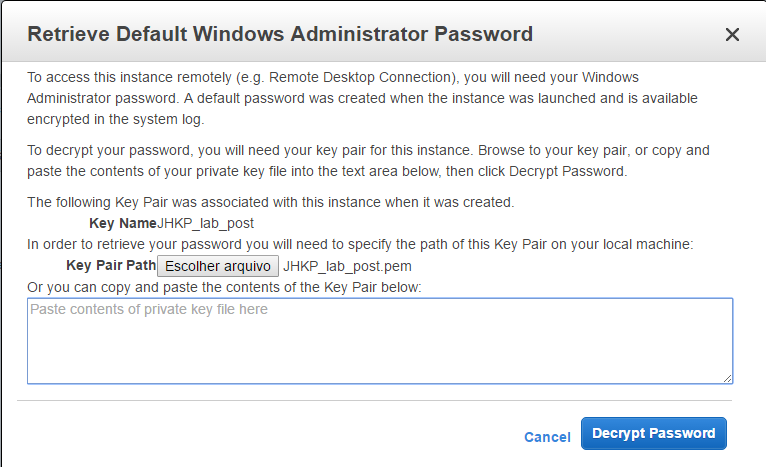 Retrieve Default Windows Administrator Password
To access this instance remotely (e.g. Remote Desktop Connection), you will need your Windows
Administrator password. A default password was created when the instance was launched and is available
encrypted in the system log.
To decrypt your password, you will need your key pair for this instance. Browse to your key pair, or copy and
paste the contents of your private key file into the text area below, then click Decrypt Password.
The following Key Pair was associated with this instance when it was created.
Key NameJHKP_lab_post
In order to retrieve your password you will need to specify the path of this Key Pair on your local machine:
Key Pair Path Escolher arquivo JHKP_lab_post.pem
Or you can copy and paste the contents of the Key Pair below:
Paste contents of private key file here
Cancel Decrypt Password